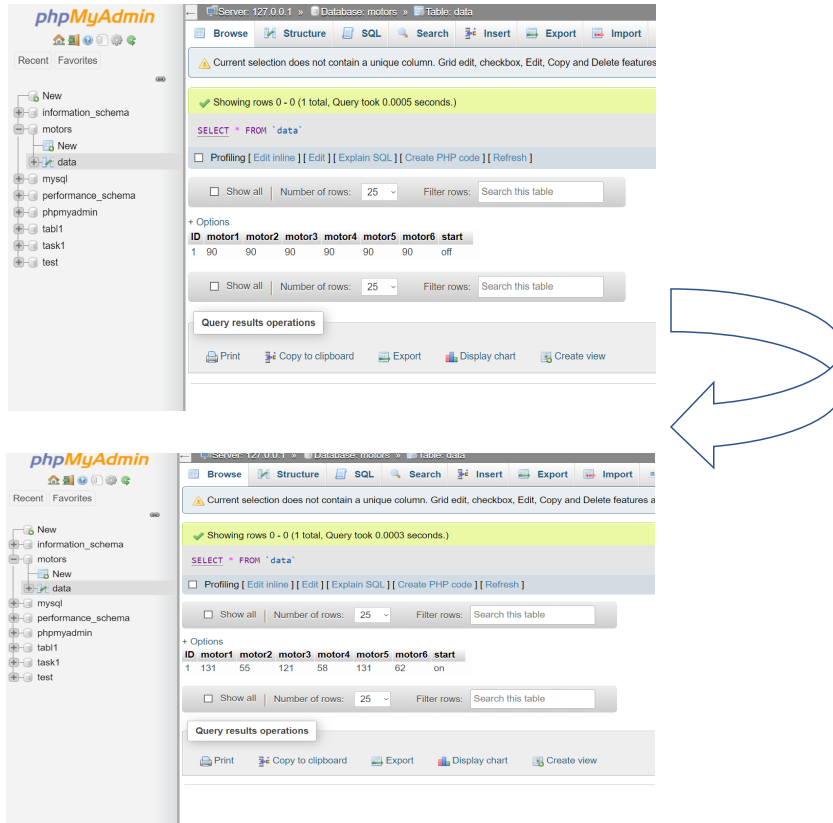 phpMyAdmin
Recent Favorites
New
information_schema
motors
New
data
mysql
performance_schema
phpmyadmin
tabl1
task1
test
Server: 127.0.0.1 » Database: motors » Table: data
Browse Structure SQL Search Insert Export Import
Current selection does not contain a unique column. Grid edit, checkbox, Edit, Copy and Delete features
Showing rows 0 - 0 (1 total, Query took 0.0005 seconds.)
SELECT * FROM `data`
Profiling [ Edit inline ] [ Edit ] [ Explain SQL ] [ Create PHP code ] [ Refresh ]
Show all | Number of rows: 25 Filter rows: Search this table
+ Options
ID motor1 motor2 motor3 motor4 motor5 motor6 start
1 90 90 90 90 90 90 off
Show all | Number of rows: 25 Filter rows: Search this table
Query results operations
Print Copy to clipboard Export Display chart Create view
phpMyAdmin
Recent Favorites
New
information_schema
motors
New
data
mysql
performance_schema
phpmyadmin
tabl1
task1
test
Server: 127.0.0.1 » Database: motors » Table: data
Browse Structure SQL Search Insert Export Import
Current selection does not contain a unique column. Grid edit, checkbox, Edit, Copy and Delete features a
Showing rows 0 - 0 (1 total, Query took 0.0003 seconds.)
SELECT * FROM `data`
Profiling [ Edit inline ] [ Edit ] [ Explain SQL ] [ Create PHP code ] [ Refresh ]
Show all | Number of rows: 25 Filter rows: Search this table
+ Options
ID motor1 motor2 motor3 motor4 motor5 motor6 start
1 131 55 121 58 131 62 on
Show all | Number of rows: 25 Filter rows: Search this table
Query results operations
Print Copy to clipboard Export Display chart Create view